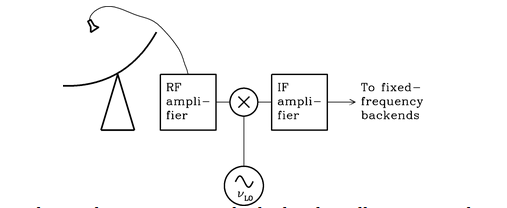 RF
ampli-
fier
IF
ampli-
fier
To fixed-
frequency
backends
ν_LO